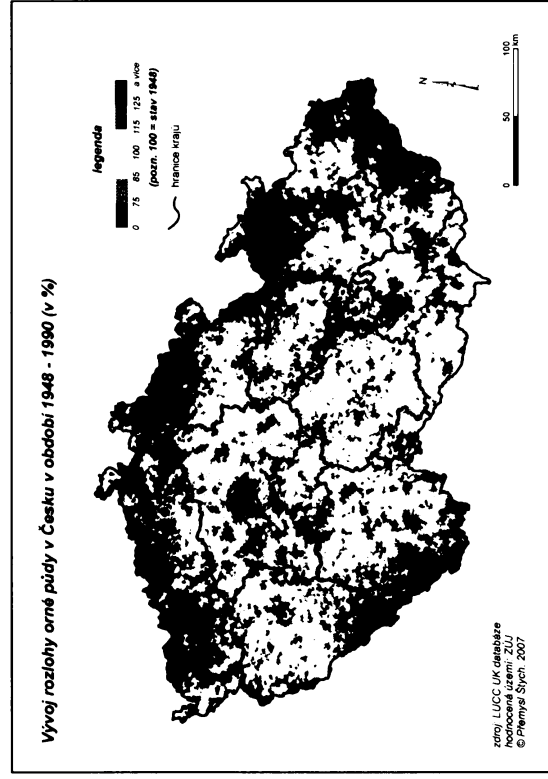 Vývoj rozlohy orné půdy v Česku v období 1948 - 1990 (v %)
legenda
0 75 85 100 115 125 a více
(pozn. 100 = stav 1948)
hranice krajů
N
0 50 100
km
zdroj: LUCC UK databáze
hodnocená území: ZÚJ
© Přemysl Štych, 2007